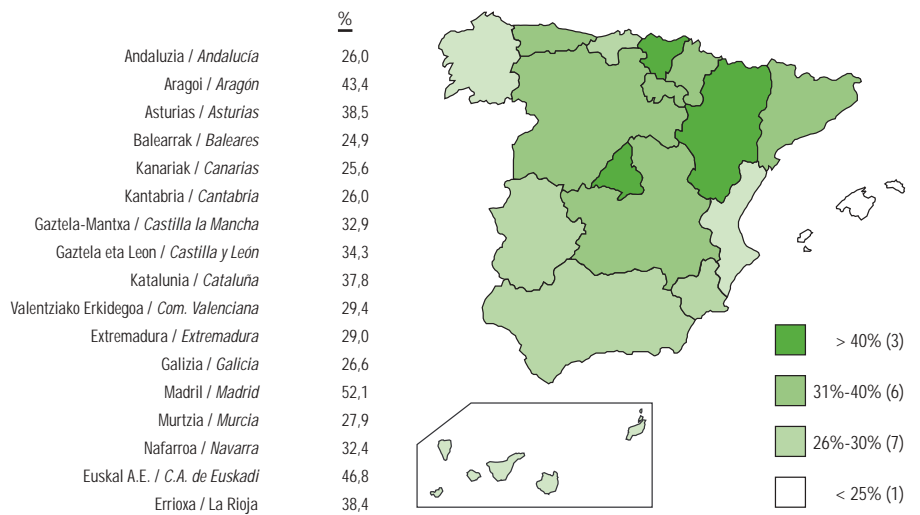 %
Andaluzia / Andalucía 26,0
Aragoi / Aragón 43,4
Asturias / Asturias 38,5
Balearrak / Baleares 24,9
Kanariak / Canarias 25,6
Kantabria / Cantabria 26,0
Gaztela-Mantxa / Castilla la Mancha 32,9
Gaztela eta Leon / Castilla y León 34,3
Katalunia / Cataluña 37,8
Valentziako Erkidegoa / Com. Valenciana 29,4
Extremadura / Extremadura 29,0
Galizia / Galicia 26,6
Madril / Madrid 52,1
Murtzia / Murcia 27,9
Nafarroa / Navarra 32,4
Euskal A.E. / C.A. de Euskadi 46,8
Errioxa / La Rioja 38,4
> 40% (3)
31%-40% (6)
26%-30% (7)
< 25% (1)